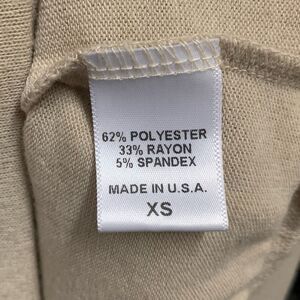 62% POLYESTER
33% RAYON
5% SPANDEX
MADE IN U.S.A.
XS